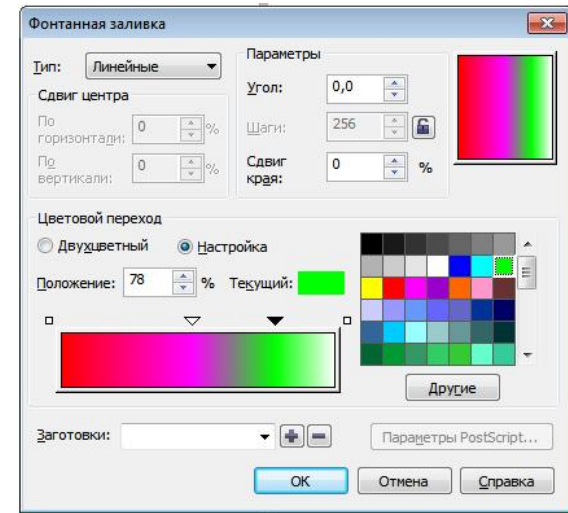 Фонтанная заливка
Тип: Линейные
Сдвиг центра
По горизонтали: 0 %
По вертикали: 0 %
Параметры
Угол: 0,0
Шаги: 256
Сдвиг края: 0 %
Цветовой переход
Двухцветный Настройка
Положение: 78 % Текущий:
Другие
Заготовки:
Параметры PostScript...
ОК Отмена Справка